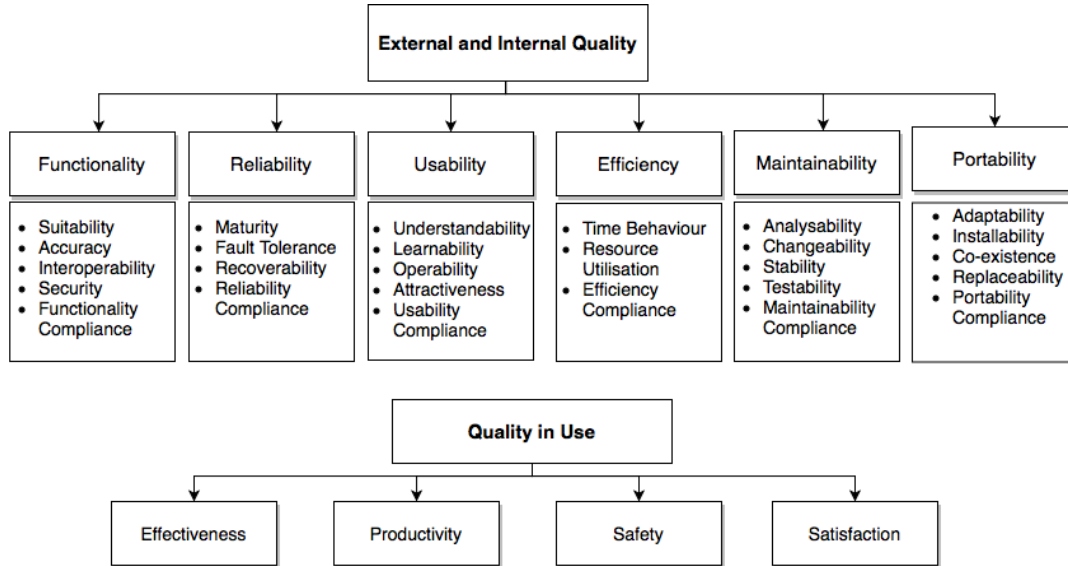 External and Internal Quality
Functionality
Reliability
Usability
Efficiency
Maintainability
Portability
• Suitability
• Accuracy
• Interoperability
• Security
• Functionality
Compliance
• Maturity
• Fault Tolerance
• Recoverability
• Reliability
Compliance
• Understandability
• Learnability
• Operability
• Attractiveness
• Usability
Compliance
• Time Behaviour
• Resource
Utilisation
• Efficiency
Compliance
• Analysability
• Changeability
• Stability
• Testability
• Maintainability
Compliance
• Adaptability
• Installability
• Co-existence
• Replaceability
• Portability
Compliance
Quality in Use
Effectiveness
Productivity
Safety
Satisfaction